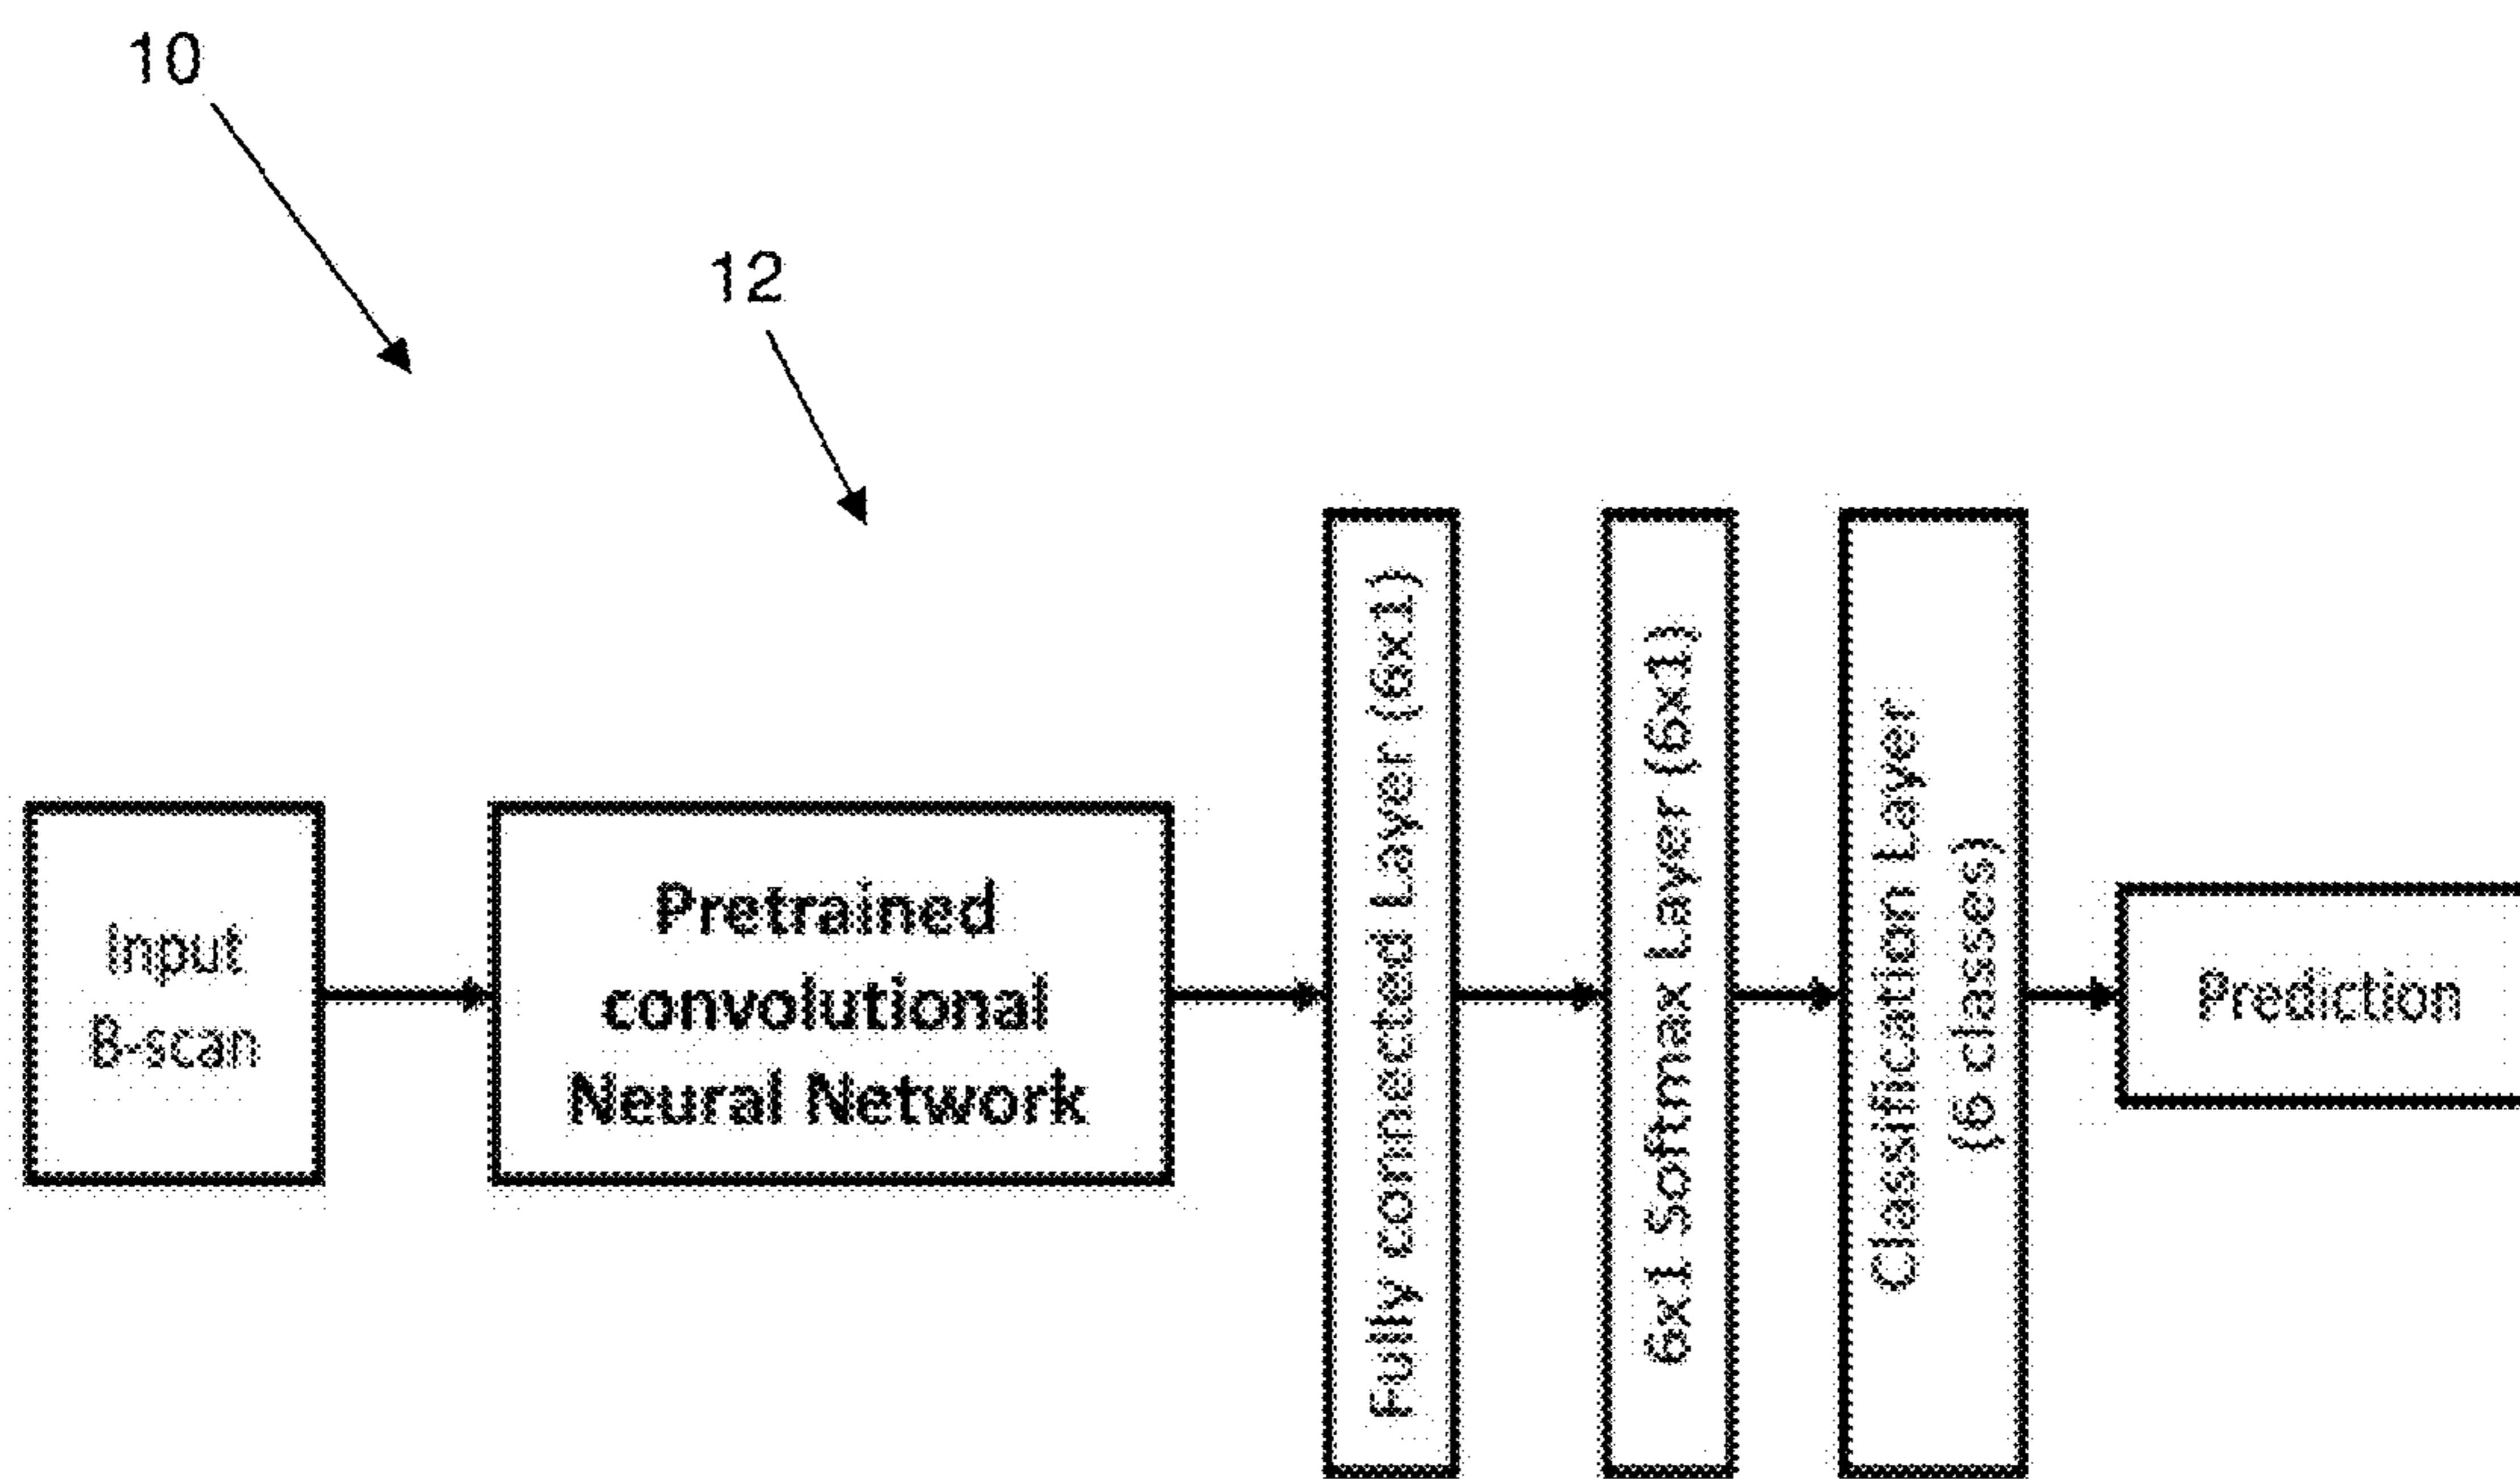 10
12
Input
B-scan
Pretrained
convolutional
Neural Network
Fully connected Layer (6x1)
6x1 Softmax Layer (6x1)
Classification Layer
(6 classes)
Prediction